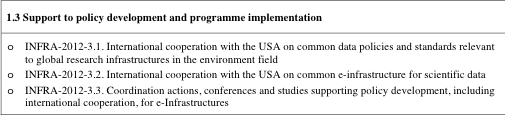 1.3 Support to policy development and programme implementation
o INFRA-2012-3.1. International cooperation with the USA on common data policies and standards relevant
to global research infrastructures in the environment field
o INFRA-2012-3.2. International cooperation with the USA on common e-infrastructure for scientific data
o INFRA-2012-3.3. Coordination actions, conferences and studies supporting policy development, including
international cooperation, for e-Infrastructures